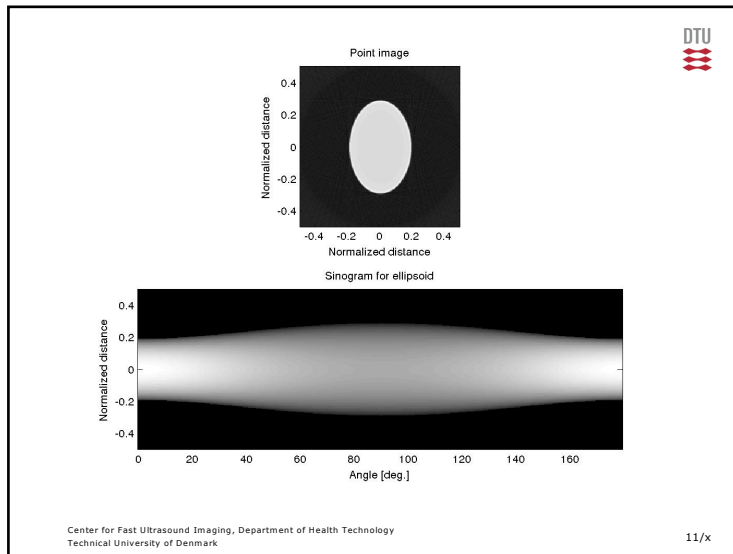 DTU
Point image
Normalized distance
0.4
0.2
0
-0.2
-0.4
-0.4 -0.2 0 0.2 0.4
Normalized distance
Sinogram for ellipsoid
Normalized distance
0.4
0.2
0
-0.2
-0.4
0 20 40 60 80 100 120 140 160
Angle [deg.]
Center for Fast Ultrasound Imaging, Department of Health Technology
Technical University of Denmark
11/x